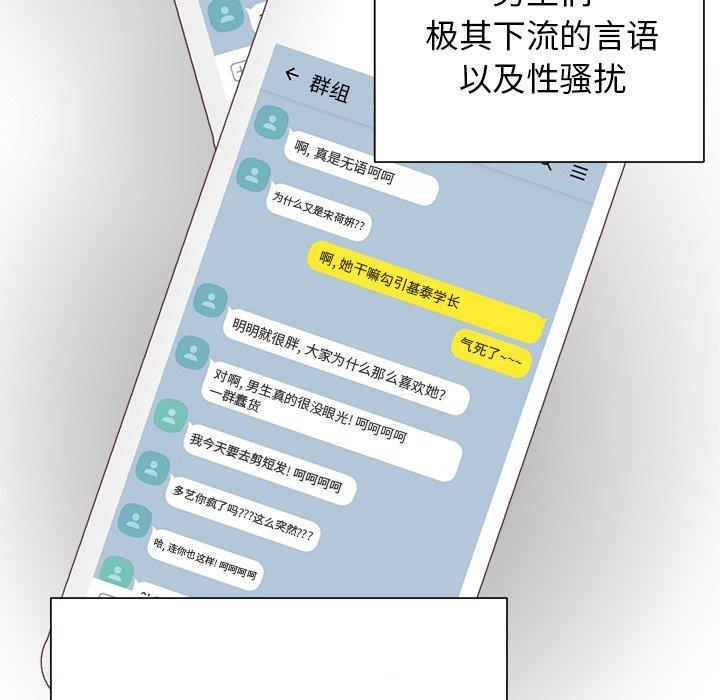 极其下流的言语
以及性骚扰
群组
啊, 真是无语呵呵
为什么又是宋荷妍??
啊, 她干嘛勾引基泰学长
气死了~~~
明明就很胖, 大家为什么那么喜欢她?
对啊, 男生真的很没眼光! 呵呵呵呵
一群蠢货
我今天要去剪短发! 呵呵呵呵
多艺你疯了吗???这么突然???
哈, 连你也这样! 呵呵呵呵